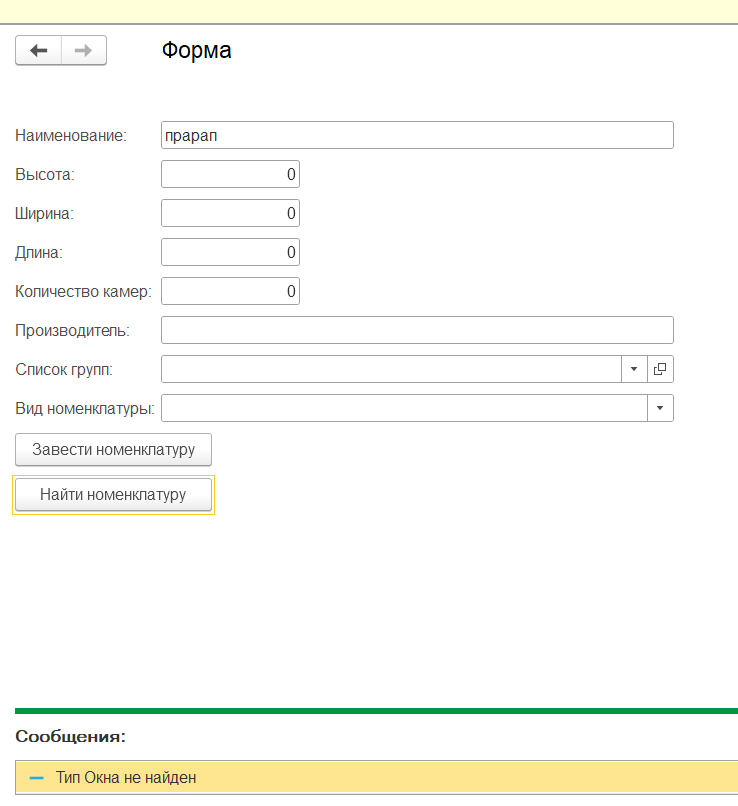 Форма
Наименование: прарап
Высота: 0
Ширина: 0
Длина: 0
Количество камер: 0
Производитель:
Список групп:
Вид номенклатуры:
Завести номенклатуру
Найти номенклатуру
Сообщения:
Тип Окна не найден